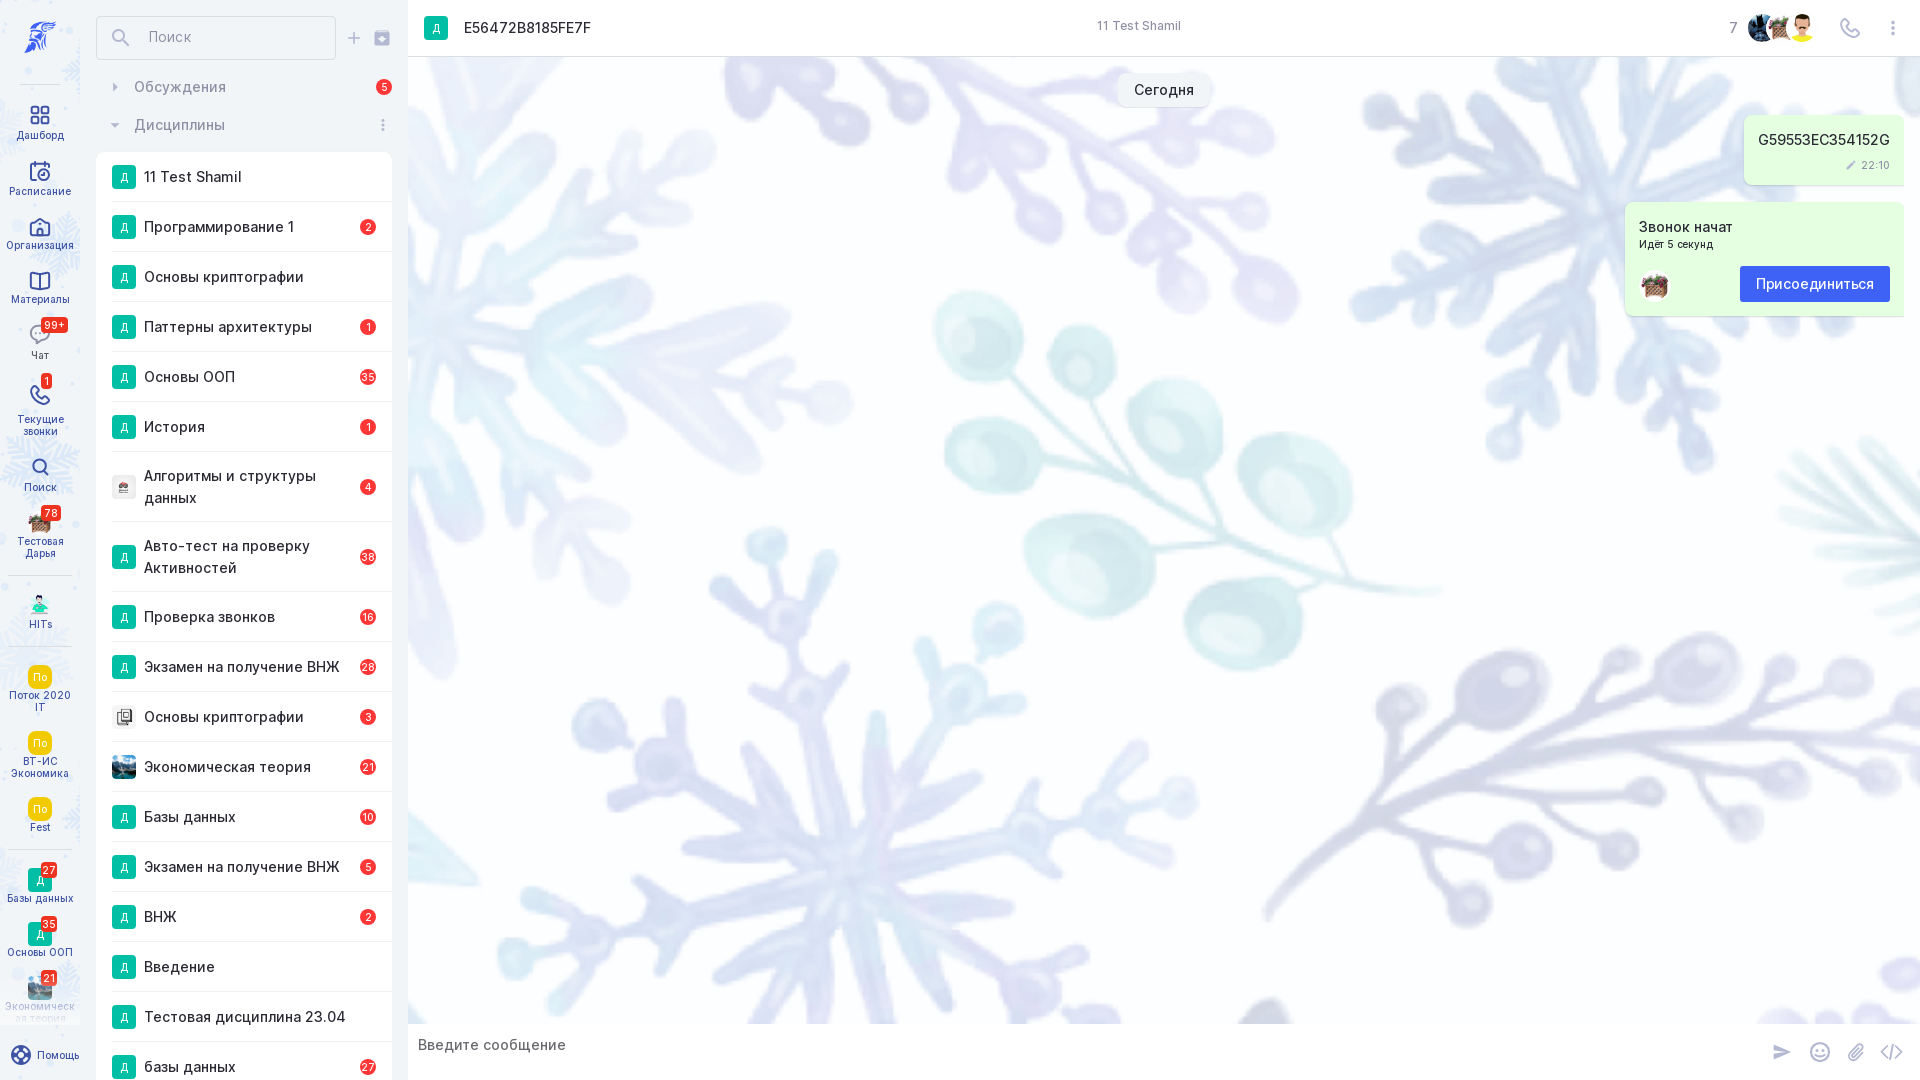 Дашборд
Расписание
Организация
Материалы
99+
Чат
1
Текущие
звонки
Поиск
78
Тестовая
Дарья
HITs
По
Поток 2020
IT
По
ВТ-ИС
Экономика
По
Fest
27
Д
Базы данных
35
Д
Основы ООП
21
Экономическ
ая теория
Помощь
Поиск
Обсуждения
5
Дисциплины
Д 11 Test Shamil
Д Программирование 1 2
Д Основы криптографии
Д Паттерны архитектуры 1
Д Основы ООП 35
Д История 1
Алгоритмы и структуры
данных
4
Д Авто-тест на проверку
Активностей
38
Д Проверка звонков 16
Д Экзамен на получение ВНЖ 28
Основы криптографии 3
Экономическая теория 21
Д Базы данных 10
Д Экзамен на получение ВНЖ 5
Д ВНЖ 2
Д Введение
Д Тестовая дисциплина 23.04
Д базы данных 27
Д E56472B8185FE7F
11 Test Shamil
7
Сегодня
G59553EC354152G
22:10
Звонок начат
Идёт 5 секунд
Присоединиться
Введите сообщение